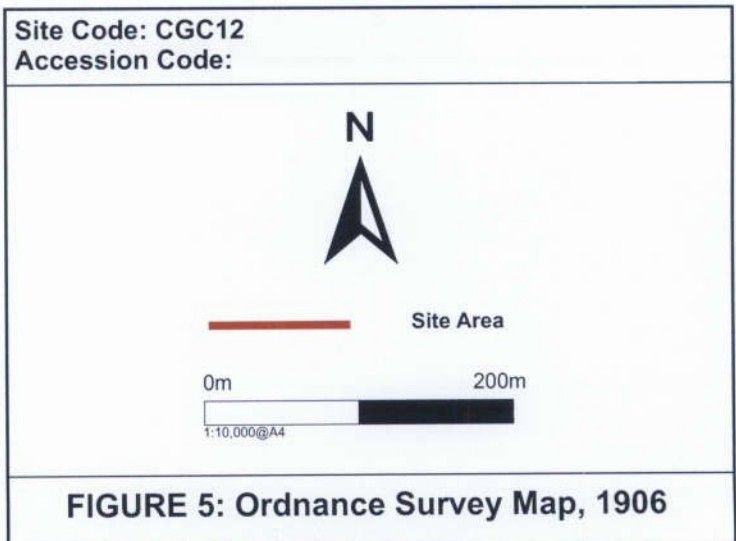 Site Code: CGC12
Accession Code:
N
Site Area
0m 200m
1:10,000@A4
FIGURE 5: Ordnance Survey Map, 1906